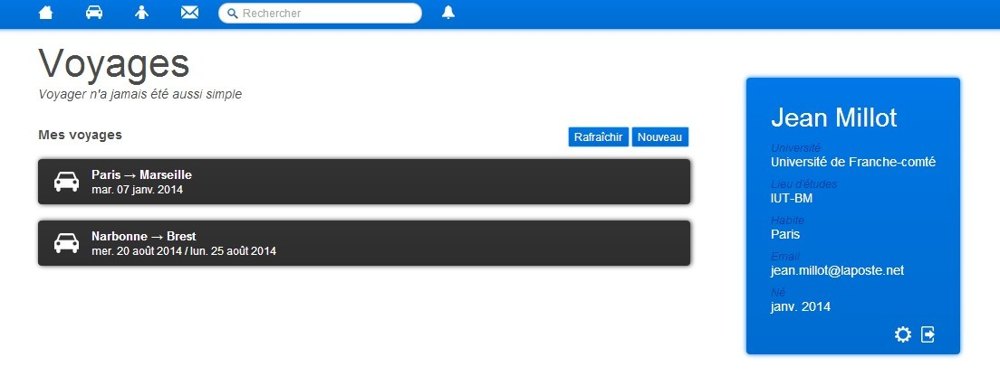 Rechercher
Voyages
Voyager n'a jamais été aussi simple
Mes voyages
Rafraîchir
Nouveau
Paris → Marseille
mar. 07 janv. 2014
Narbonne → Brest
mer. 20 août 2014 / lun. 25 août 2014
Jean Millot
Université
Université de Franche-comté
Lieu d'études
IUT-BM
Habite
Paris
Email
jean.millot@laposte.net
Né
janv. 2014